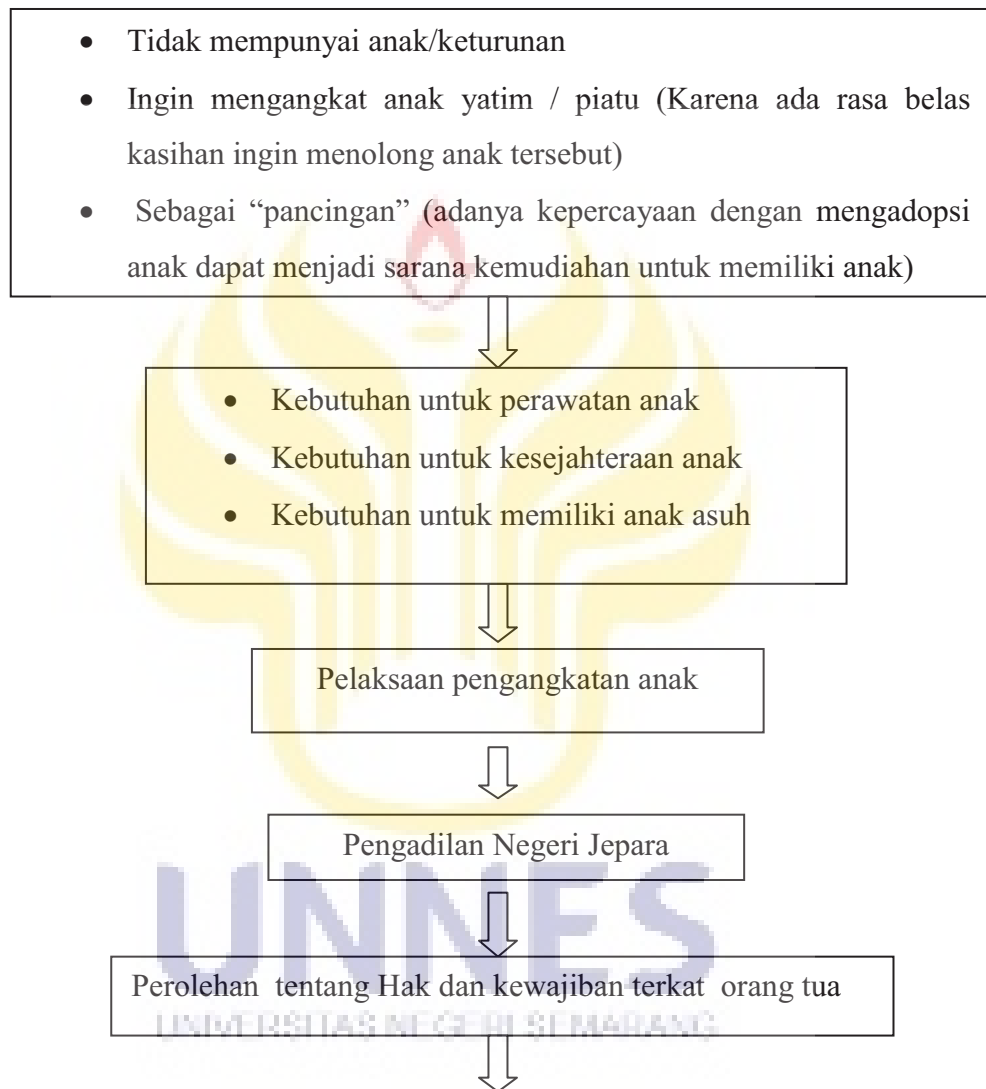 • Tidak mempunyai anak/keturunan
• Ingin mengangkat anak yatim / piatu (Karena ada rasa belas
kasihan ingin menolong anak tersebut)
• Sebagai “pancingan” (adanya kepercayaan dengan mengadopsi
anak dapat menjadi sarana kemudiahan untuk memiliki anak)
• Kebutuhan untuk perawatan anak
• Kebutuhan untuk kesejahteraan anak
• Kebutuhan untuk memiliki anak asuh
Pelaksaan pengangkatan anak
Pengadilan Negeri Jepara
UNNES
Perolehan tentang Hak dan kewajiban terkat orang tua
UNIVERSITAS NEGERI SEMARANG